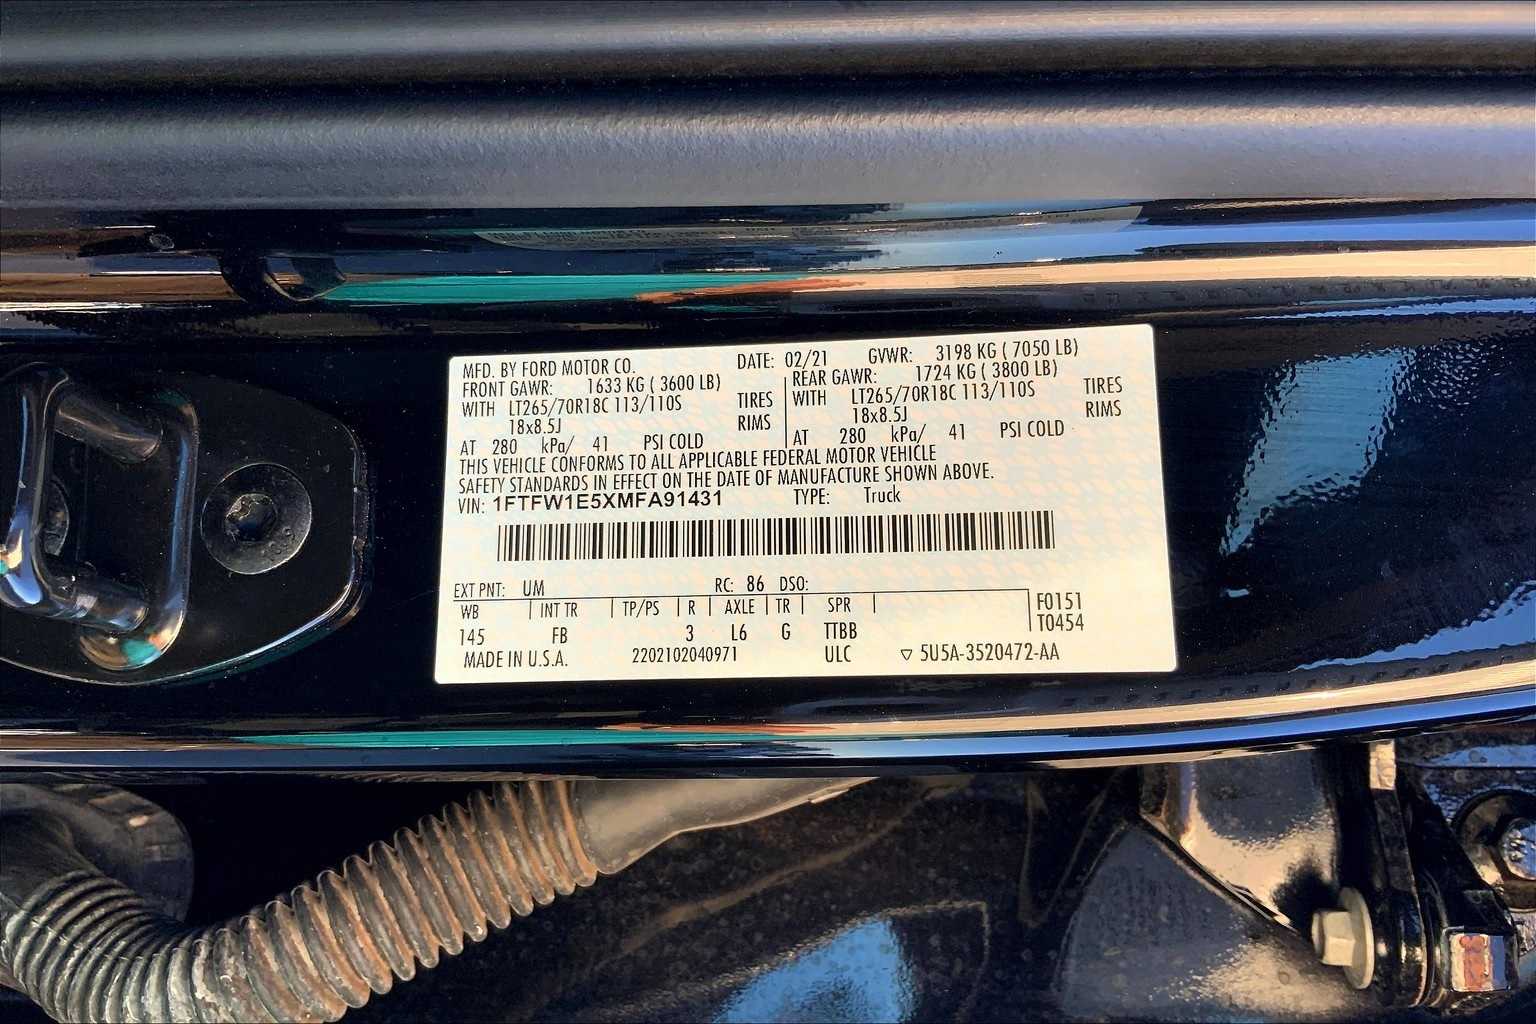 MFD. BY FORD MOTOR CO. DATE: 02/21 GVWR: 3198 KG ( 7050 LB)
FRONT GAWR: 1633 KG ( 3600 LB) REAR GAWR: 1724 KG ( 3800 LB)
WITH LT265/70R18C 113/110S TIRES WITH LT265/70R18C 113/110S TIRES
18x8.5J RIMS 18x8.5J RIMS
AT 280 kPa/ 41 PSI COLD AT 280 kPa/ 41 PSI COLD
THIS VEHICLE CONFORMS TO ALL APPLICABLE FEDERAL MOTOR VEHICLE
SAFETY STANDARDS IN EFFECT ON THE DATE OF MANUFACTURE SHOWN ABOVE.
VIN: 1FTFW1E5XMFA91431 TYPE: Truck
EXT PNT: UM RC: 86 DSO:
WB INT TR TP/PS R AXLE TR SPR F0151
145 FB 3 L6 G TTBB T0454
MADE IN U.S.A. 2202102040971 ULC ▽ 5U5A-3520472-AA